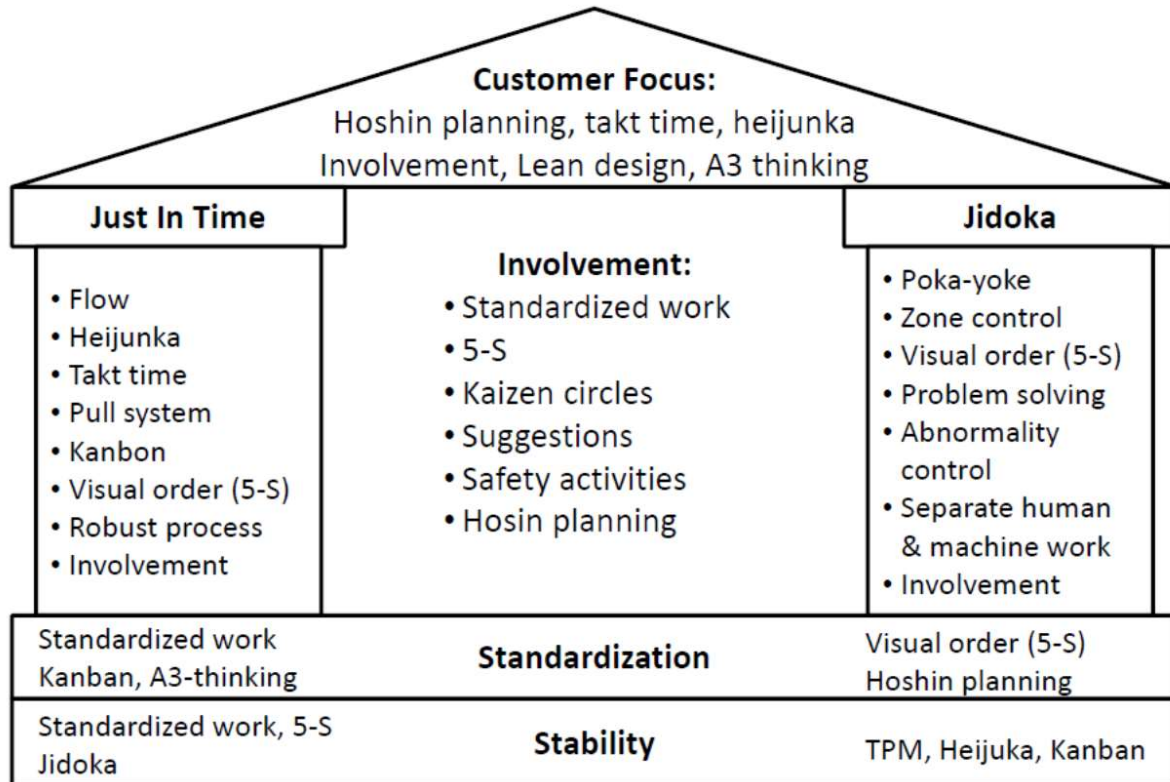 Customer Focus:
Hoshin planning, takt time, heijunka
Involvement, Lean design, A3 thinking
Just In Time
• Flow
• Heijunka
• Takt time
• Pull system
• Kanbon
• Visual order (5-S)
• Robust process
• Involvement
Involvement:
• Standardized work
• 5-S
• Kaizen circles
• Suggestions
• Safety activities
• Hosin planning
Jidoka
• Poka-yoke
• Zone control
• Visual order (5-S)
• Problem solving
• Abnormality
control
• Separate human
& machine work
• Involvement
Standardized work
Kanban, A3-thinking
Standardization
Visual order (5-S)
Hoshin planning
Standardized work, 5-S
Jidoka
Stability
TPM, Heijuka, Kanban